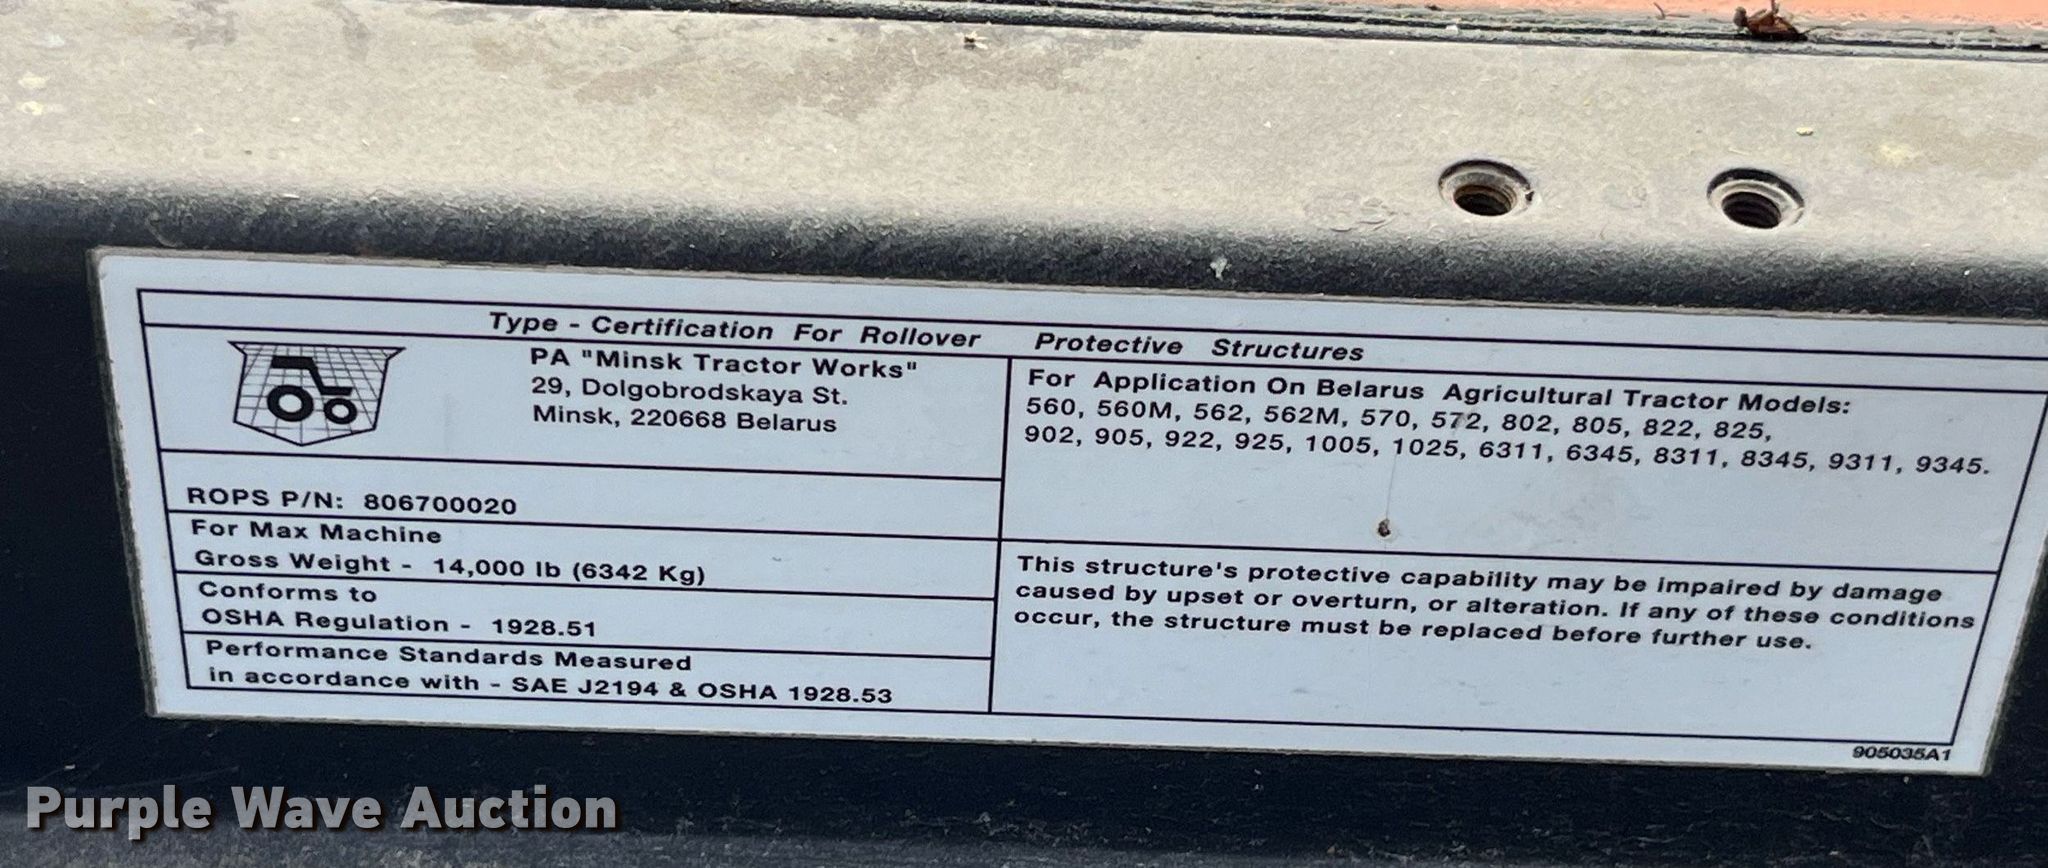 Type - Certification For Rollover Protective Structures
PA "Minsk Tractor Works"
29, Dolgobrodskaya St.
Minsk, 220668 Belarus
ROPS P/N: 806700020
For Max Machine
Gross Weight - 14,000 lb (6342 Kg)
Conforms to
OSHA Regulation - 1928.51
Performance Standards Measured
in accordance with - SAE J2194 & OSHA 1928.53
For Application On Belarus Agricultural Tractor Models:
560, 560M, 562, 562M, 570, 572, 802, 805, 822, 825,
902, 905, 922, 925, 1005, 1025, 6311, 6345, 8311, 8345, 9311, 9345.
This structure's protective capability may be impaired by damage
caused by upset or overturn, or alteration. If any of these conditions
occur, the structure must be replaced before further use.
905035A1
Purple Wave Auction